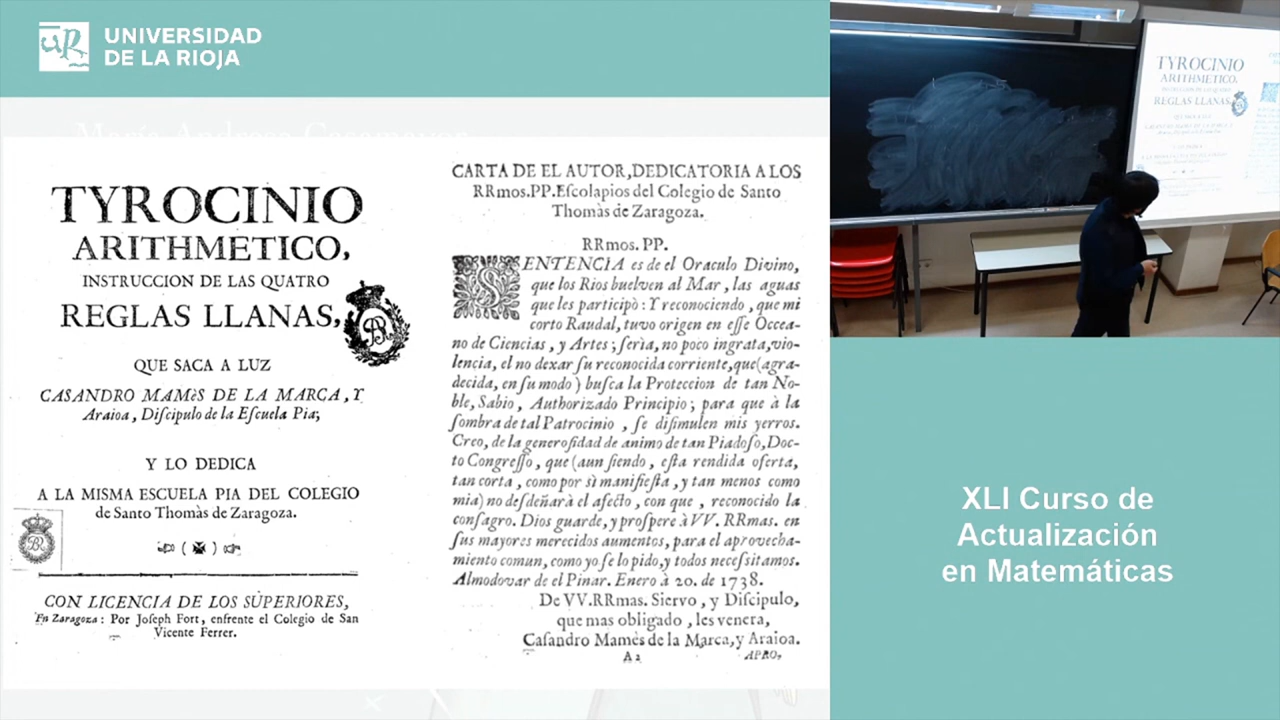 UNIVERSIDAD
DE LA RIOJA
María Andresa Casamayor
TYROCINIO
ARITHMETICO,
INSTRUCCION DE LAS QUATRO
REGLAS LLANAS,
QUE SACA A LUZ
CASANDRO MAMèS DE LA MARCA, Y
Araioa, Diſcipulo de la Eſcuela Pia;
Y LO DEDICA
A LA MISMA ESCUELA PIA DEL COLEGIO
de Santo Thomàs de Zaragoza.
CON LICENCIA DE LOS SUPERIORES,
En Zaragoza: Por Joſeph Fort, enfrente el Colegio de San
Vicente Ferrer.
CARTA DE EL AUTOR, DEDICATORIA A LOS
RRmos. PP. Eſcolapios del Colegio de Santo
Thomàs de Zaragoza.
RRmos. PP.
SENTENCIA es de el Oraculo Divino,
que los Rios buelven al Mar, las aguas
que les participò: Y reconociendo, que mi
corto Raudal, tuvo origen en eſſe Occea-
no de Ciencias, y Artes; ſeria, no poco ingrata, vio-
lencia, el no dexar ſu reconocida corriente, que (agra-
decida, en ſu modo) buſca la Proteccion de tan No-
ble, Sabio, Authorizado Principio; para que à la
ſombra de tal Patrocinio, ſe diſimulen mis yerros.
Creo, de la generoſidad de animo de tan Piadoſo, Doc-
to Congreſſo, que (aun ſiendo, eſta rendida oferta,
tan corta, como por sì manifieſta, y tan menos como
mia) no deſdeñarà el afecto, con que, reconocido la
conſagro. Dios guarde, y proſpere à VV. RRmas. en
ſus mayores merecidos aumentos, para el aprovecha-
miento comun, como yo ſe lo pido, y todos neceſsitamos.
Almodovar de el Pinar. Enero à 20. de 1738.
De VV. RRmas. Siervo, y Diſcipulo,
que mas obligado, les venera,
Caſandro Mamès de la Marca, y Araioa.
A2 APRO,
TYROCINIO
ARITHMETICO,
REGLAS LLANAS,
XLI Curso de
Actualización
en Matemáticas